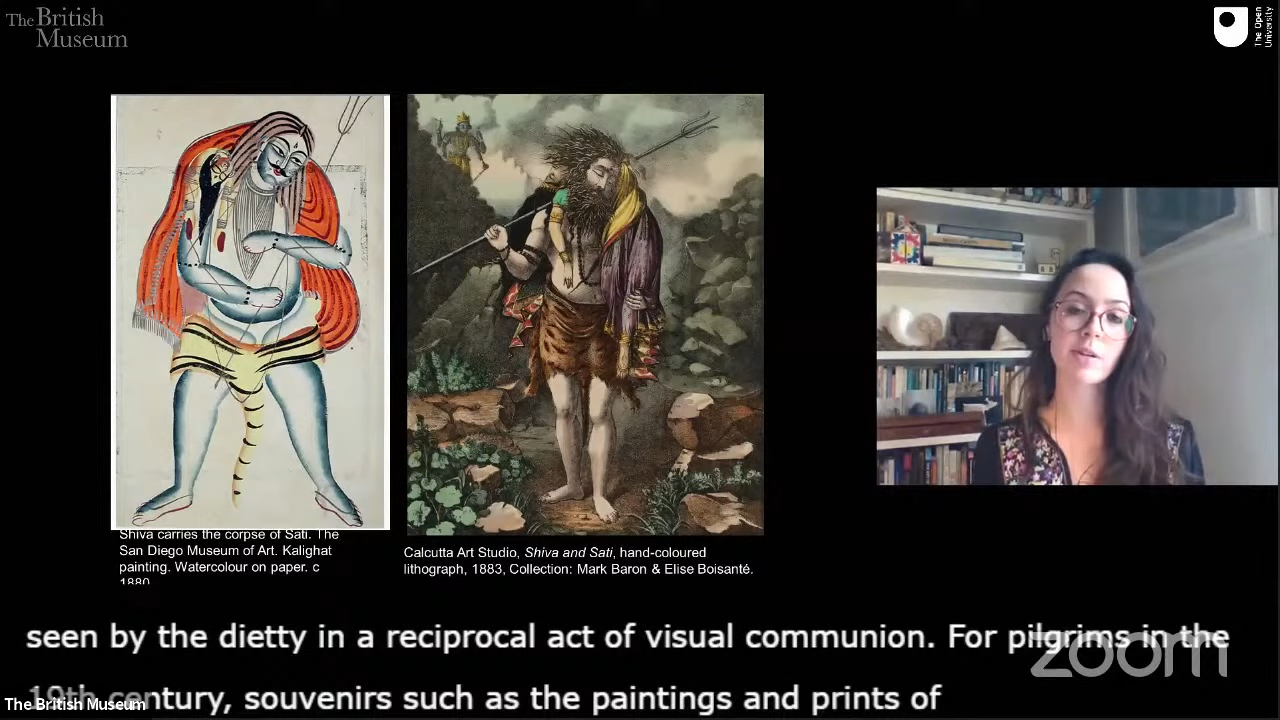 The British
Museum
The Open
University
Shiva carries the corpse of Sati. The
San Diego Museum of Art. Kalighat
painting. Watercolour on paper. c
1880
Calcutta Art Studio, Shiva and Sati, hand-coloured
lithograph, 1883, Collection: Mark Baron & Elise Boisanté.
seen by the dietty in a reciprocal act of visual communion. For pilgrims in the
19th century, souvenirs such as the paintings and prints of
zoom
The British Museum